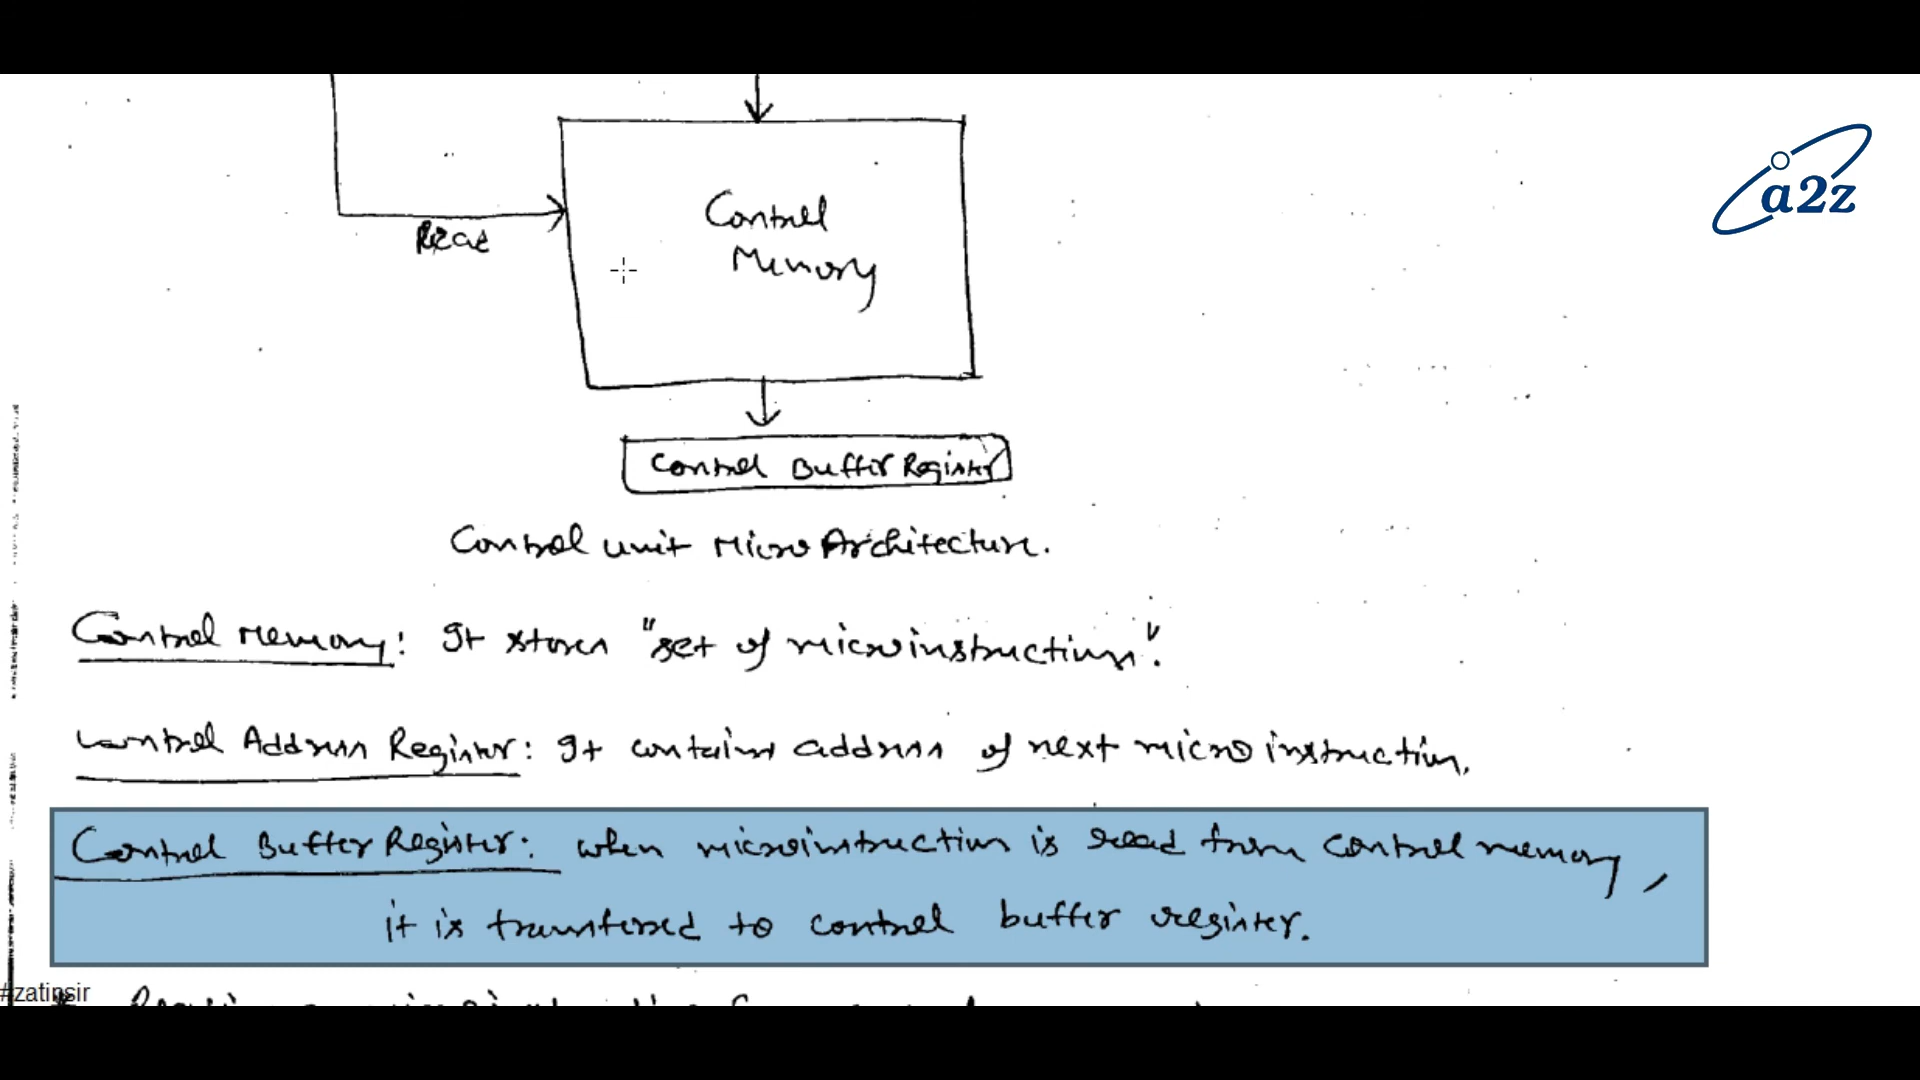 a2z
Read
Control
Memory
Control Buffer Register
Control unit Micro Architecture.
Control Memory: It stores "set of microinstructions".
Control Address Register: It contains address of next micro instruction.
Control Buffer Register: when microinstruction is read from control memory,
it is transferred to control buffer register.
#zatinsir